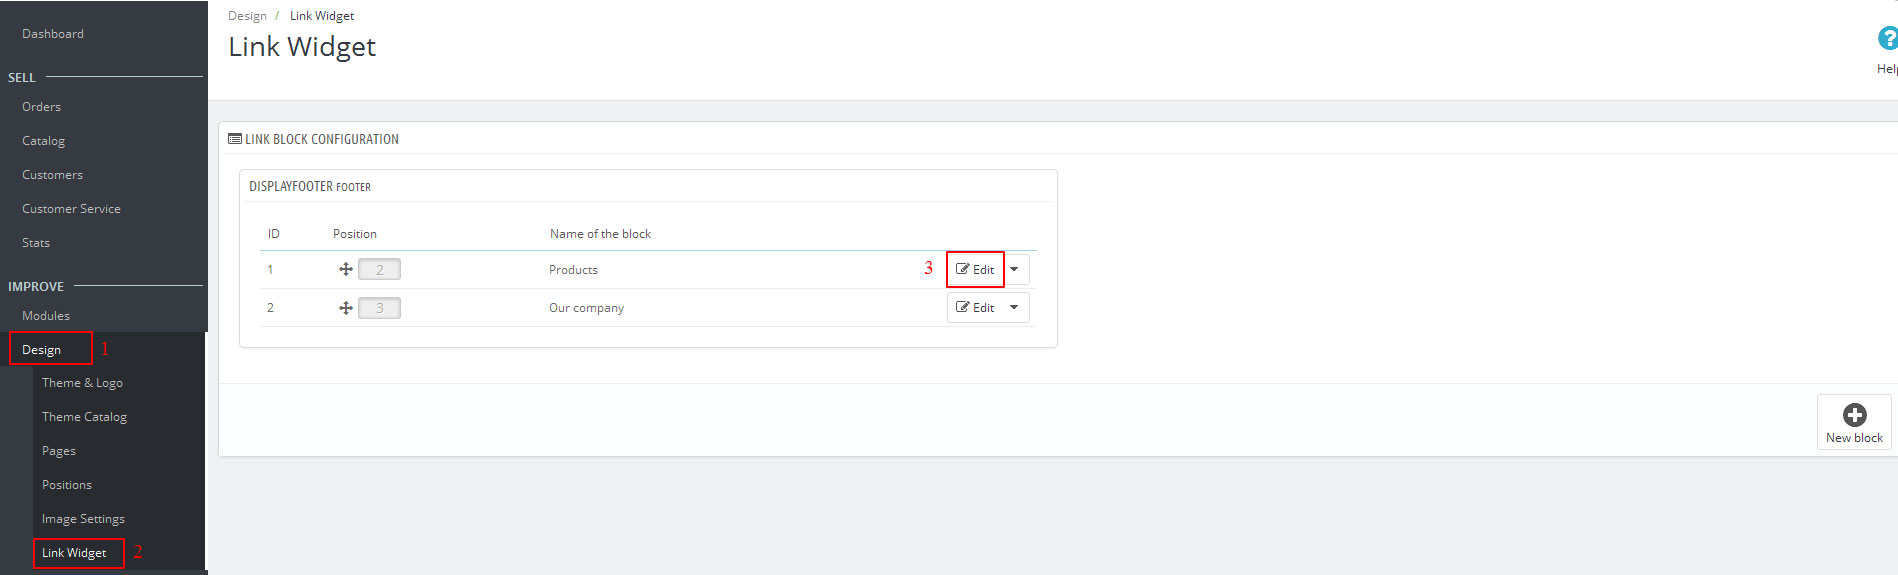 Dashboard
SELL
Orders
Catalog
Customers
Customer Service
Stats
IMPROVE
Modules
Design 1
Theme & Logo
Theme Catalog
Pages
Positions
Image Settings
Link Widget 2
Design / Link Widget
Link Widget
?
Help
LINK BLOCK CONFIGURATION
DISPLAYFOOTER FOOTER
ID Position Name of the block
1 2 Products 3 Edit
2 3 Our company Edit
New block